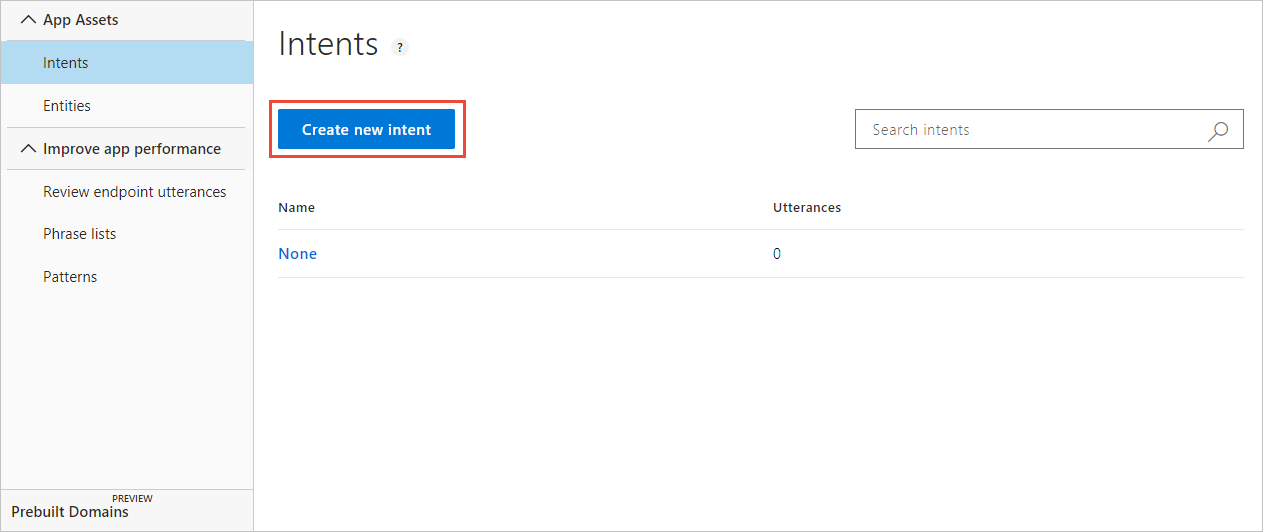 App Assets
Intents
Entities
Improve app performance
Review endpoint utterances
Phrase lists
Patterns
PREVIEW
Prebuilt Domains
Intents ?
Create new intent
Search intents
Name Utterances
None 0